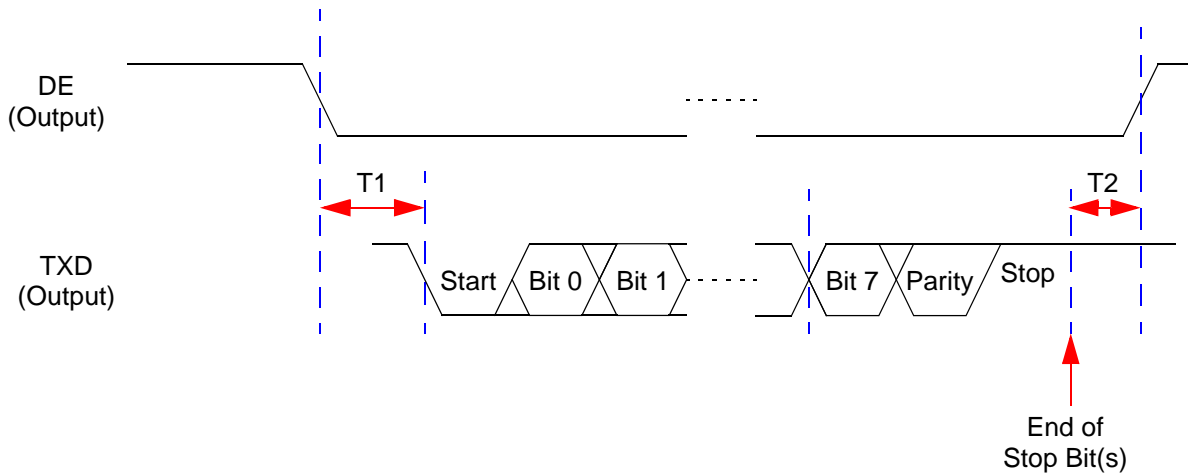 DE
(Output)
T1
T2
TXD
(Output)
Start
Bit 0
Bit 1
Bit 7
Parity
Stop
End of
Stop Bit(s)